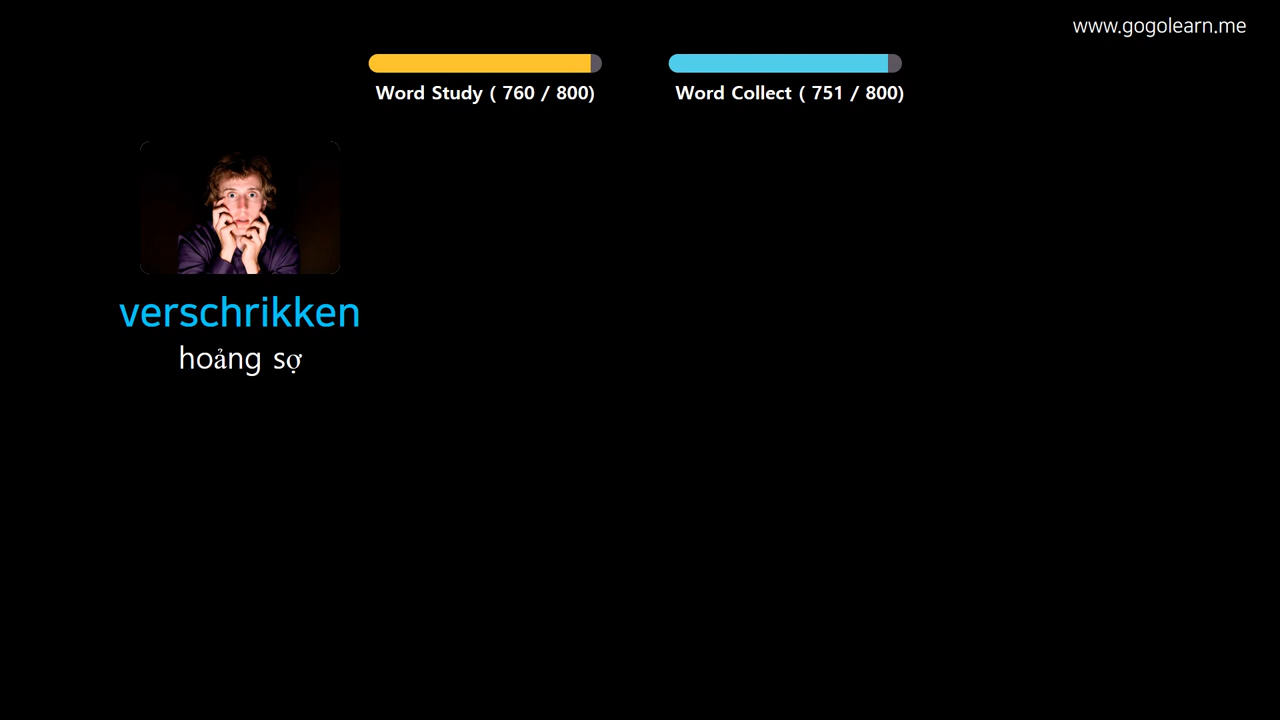 www.gogolearn.me
Word Study ( 760 / 800)
Word Collect ( 751 / 800)
verschrikken
hoảng sợ